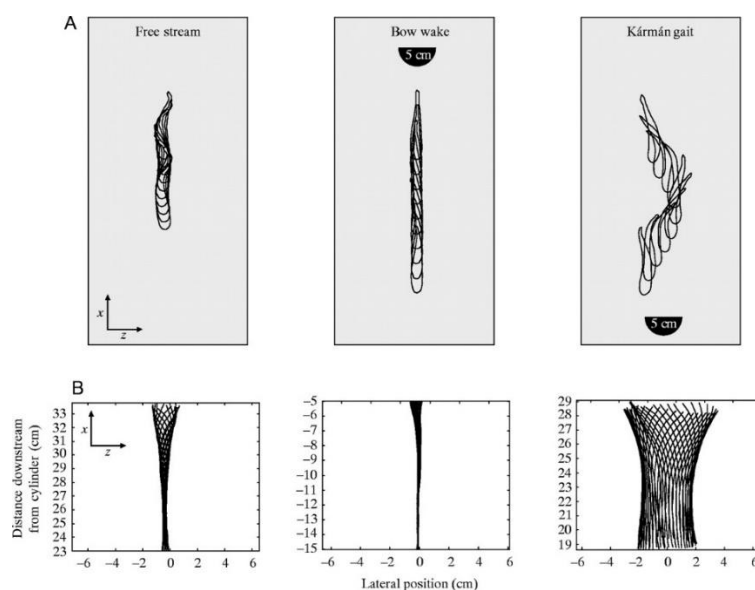 A
Free stream
Bow wake
Kármán gait
5 cm
x
z
5 cm
B
Distance downstream
from cylinder (cm)
33
32
31
30
29
28
27
26
25
24
23
x
z
–6 –4 –2 0 2 4 6
–5
–6
–7
–8
–9
–10
–11
–12
–13
–14
–15
–6 –4 –2 0 2 4 6
29
28
27
26
25
24
23
22
21
20
19
–6 –4 –2 0 2 4 6
Lateral position (cm)